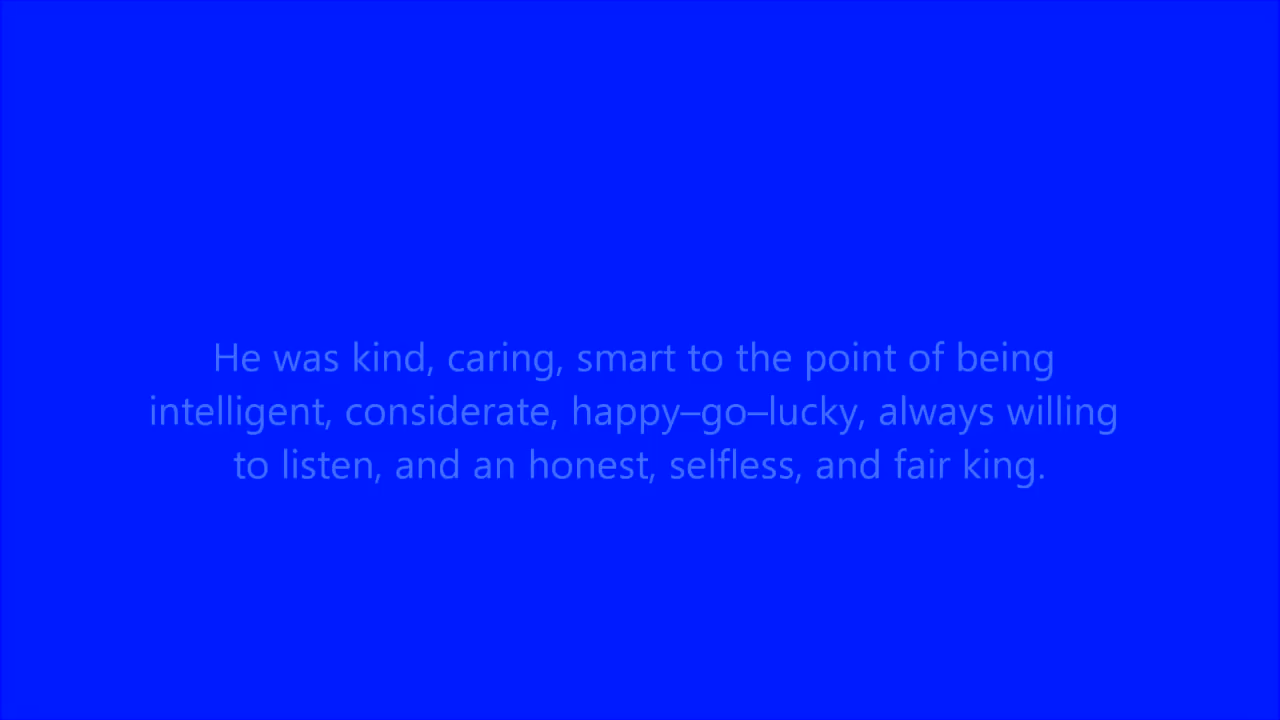 He was kind, caring, smart to the point of being
intelligent, considerate, happy–go–lucky, always willing
to listen, and an honest, selfless, and fair king.